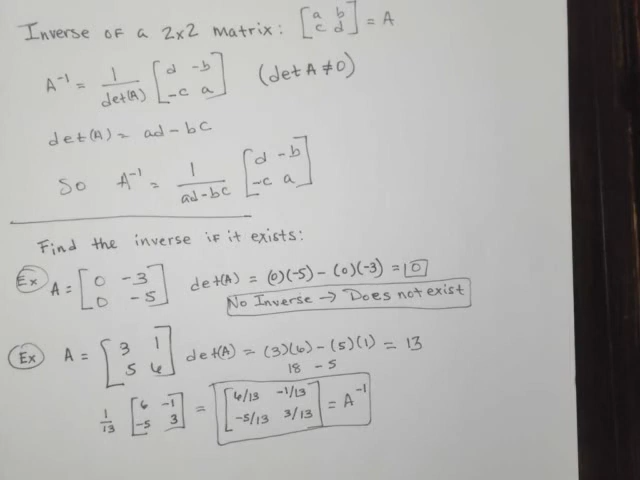 Inverse of a 2x2 matrix: [a b c d] = A
A⁻¹ = 1/det(A) [d -b -c a] (det A ≠ 0)
det(A) = ad - bc
So A⁻¹ = 1/ad-bc [d -b -c a]
Find the inverse if it exists:
Ex A = [0 -3 0 -5] det(A) = (0)(-5) - (0)(-3) = 0
No Inverse → Does not exist
Ex A = [3 1 5 6] det(A) = (3)(6) - (5)(1) = 13
18 - 5
1/13 [6 -1 -5 3] = [6/13 -1/13 -5/13 3/13] = A⁻¹